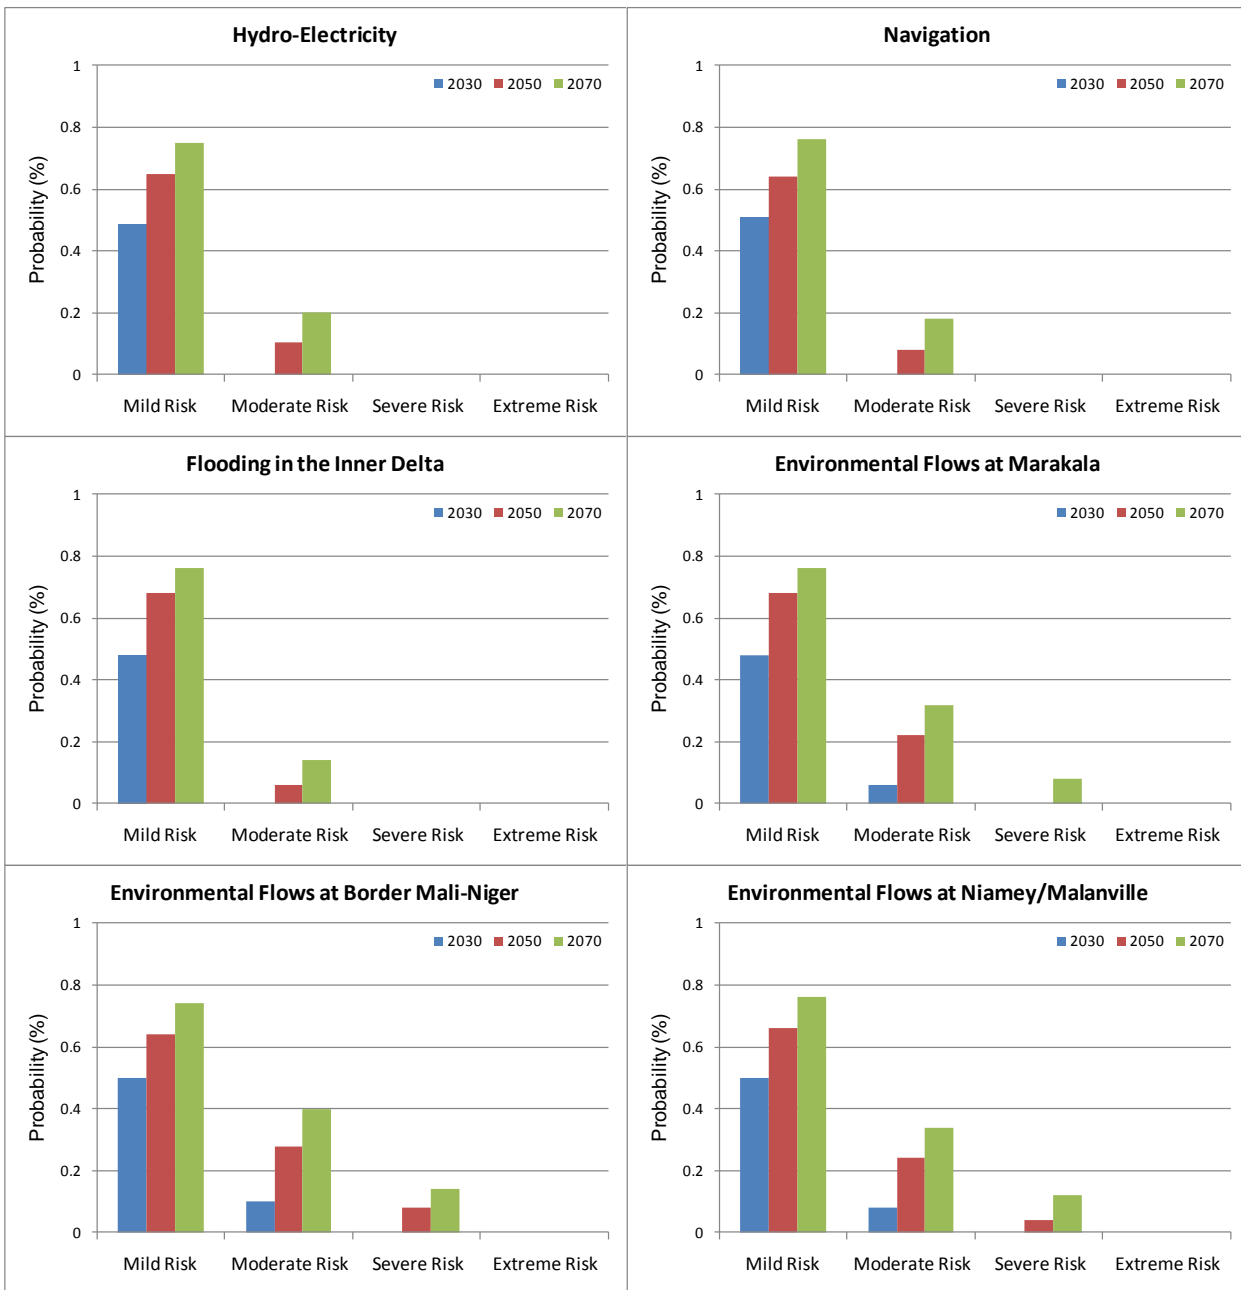 Hydro-Electricity
2030 2050 2070
Probability (%)
1
0.8
0.6
0.4
0.2
0
Mild Risk Moderate Risk Severe Risk Extreme Risk
Navigation
2030 2050 2070
Probability (%)
1
0.8
0.6
0.4
0.2
0
Mild Risk Moderate Risk Severe Risk Extreme Risk
Flooding in the Inner Delta
2030 2050 2070
Probability (%)
1
0.8
0.6
0.4
0.2
0
Mild Risk Moderate Risk Severe Risk Extreme Risk
Environmental Flows at Marakala
2030 2050 2070
Probability (%)
1
0.8
0.6
0.4
0.2
0
Mild Risk Moderate Risk Severe Risk Extreme Risk
Environmental Flows at Border Mali-Niger
2030 2050 2070
Probability (%)
1
0.8
0.6
0.4
0.2
0
Mild Risk Moderate Risk Severe Risk Extreme Risk
Environmental Flows at Niamey/Malanville
2030 2050 2070
Probability (%)
1
0.8
0.6
0.4
0.2
0
Mild Risk Moderate Risk Severe Risk Extreme Risk